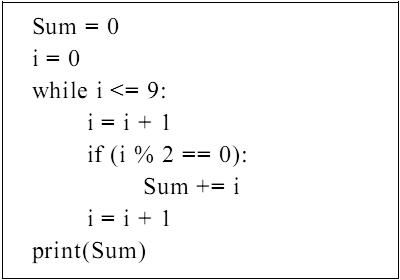 Sum = 0
i = 0
while i <= 9:
i = i + 1
if (i % 2 == 0):
Sum += i
i = i + 1
print(Sum)